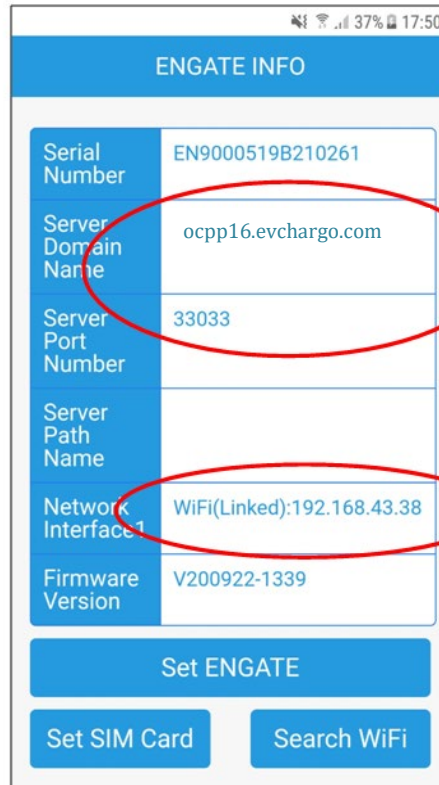 37% 17:50
ENGATE INFO
Serial
Number
EN9000519B210261
Server
Domain
Name
ocpp16.evchargo.com
Server
Port
Number
33033
Server
Path
Name
Network
Interface1
WiFi(Linked):192.168.43.38
Firmware
Version
V200922-1339
Set ENGATE
Set SIM Card
Search WiFi